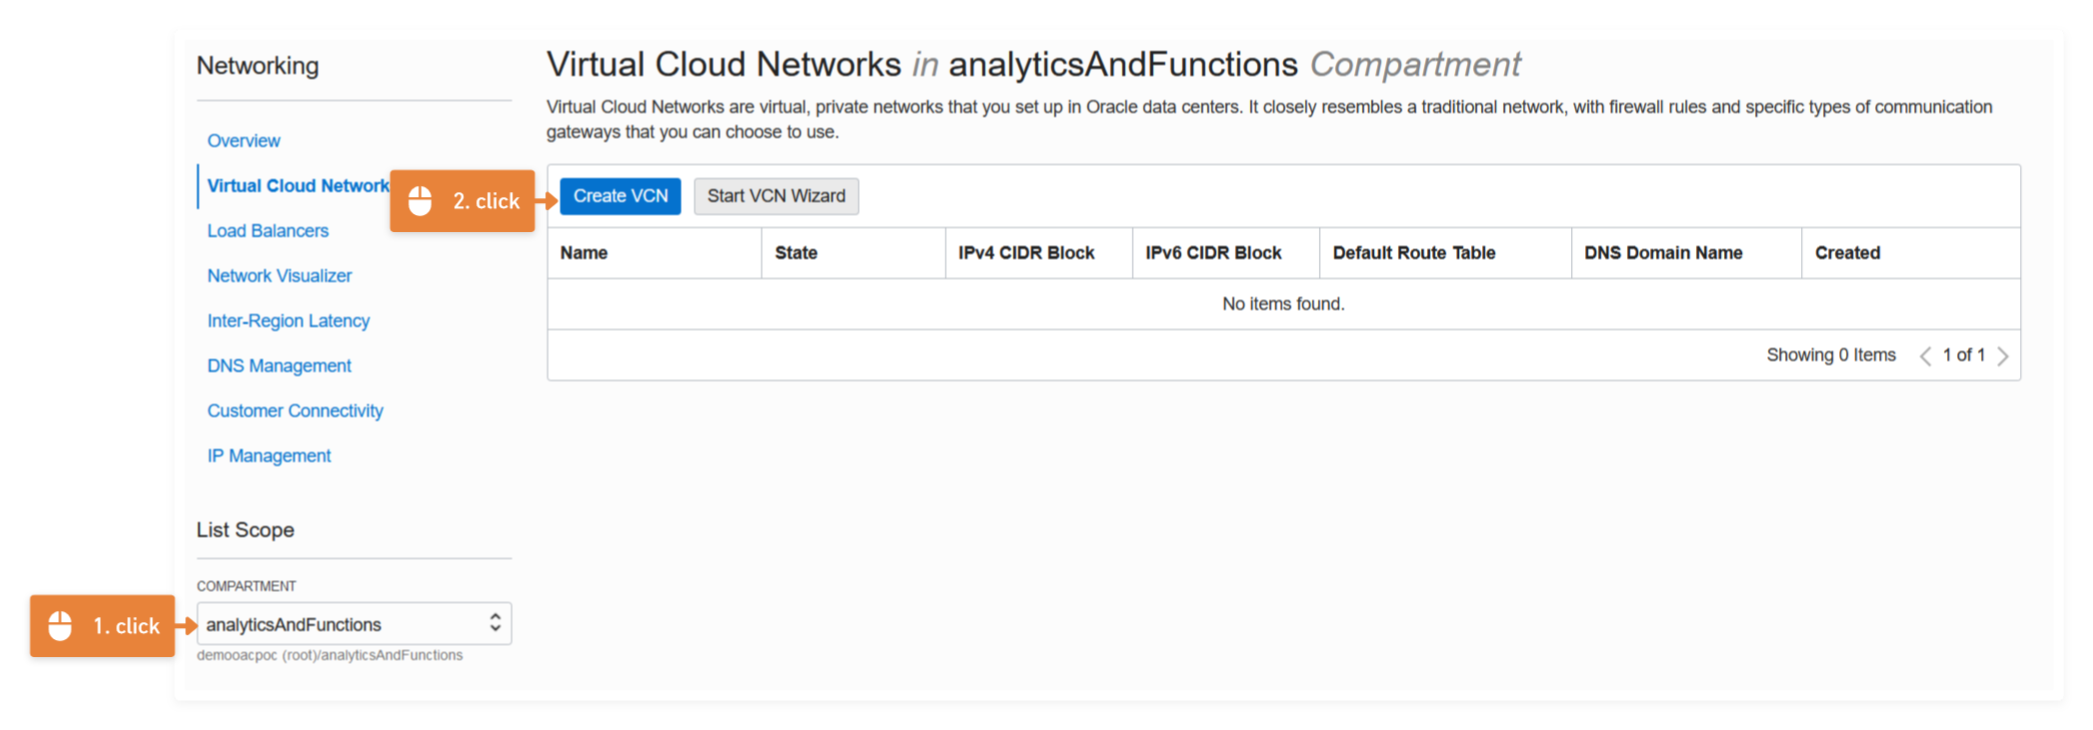 Networking
Overview
Virtual Cloud Network
Load Balancers
Network Visualizer
Inter-Region Latency
DNS Management
Customer Connectivity
IP Management
List Scope
COMPARTMENT
1. click
analyticsAndFunctions
demooacpoc (root)/analyticsAndFunctions
Virtual Cloud Networks in analyticsAndFunctions Compartment
Virtual Cloud Networks are virtual, private networks that you set up in Oracle data centers. It closely resembles a traditional network, with firewall rules and specific types of communication
gateways that you can choose to use.
2. click
Create VCN Start VCN Wizard
Name State IPv4 CIDR Block IPv6 CIDR Block Default Route Table DNS Domain Name Created
No items found.
Showing 0 Items 1 of 1